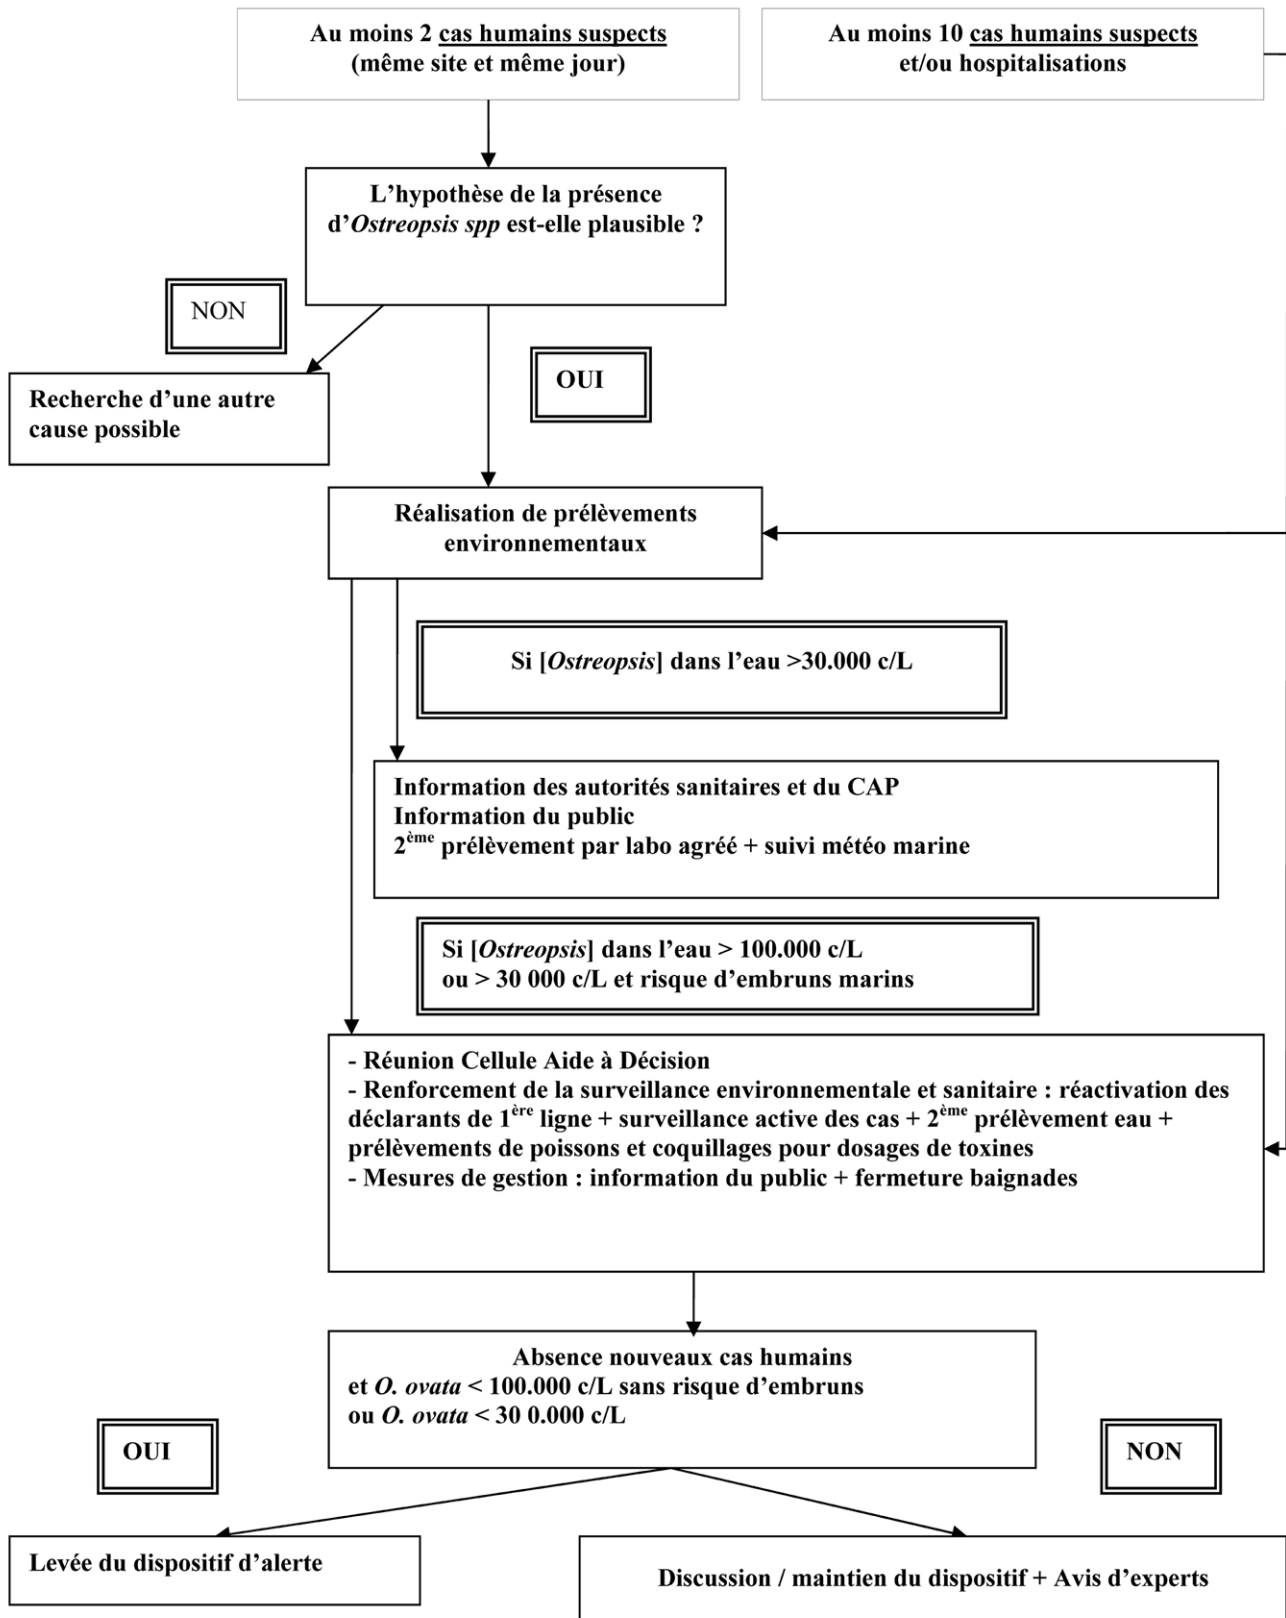 Au moins 2 cas humains suspects
(même site et même jour)
Au moins 10 cas humains suspects
et/ou hospitalisations
L’hypothèse de la présence
d’Ostreopsis spp est-elle plausible ?
NON
OUI
Recherche d’une autre
cause possible
Réalisation de prélèvements
environnementaux
Si [Ostreopsis] dans l’eau >30.000 c/L
Information des autorités sanitaires et du CAP
Information du public
2ème prélèvement par labo agréé + suivi météo marine
Si [Ostreopsis] dans l’eau > 100.000 c/L
ou > 30 000 c/L et risque d’embruns marins
- Réunion Cellule Aide à Décision
- Renforcement de la surveillance environnementale et sanitaire : réactivation des
déclarants de 1ère ligne + surveillance active des cas + 2ème prélèvement eau +
prélèvements de poissons et coquillages pour dosages de toxines
- Mesures de gestion : information du public + fermeture baignades
Absence nouveaux cas humains
et O. ovata < 100.000 c/L sans risque d’embruns
ou O. ovata < 30 0.000 c/L
OUI
NON
Levée du dispositif d’alerte
Discussion / maintien du dispositif + Avis d’experts